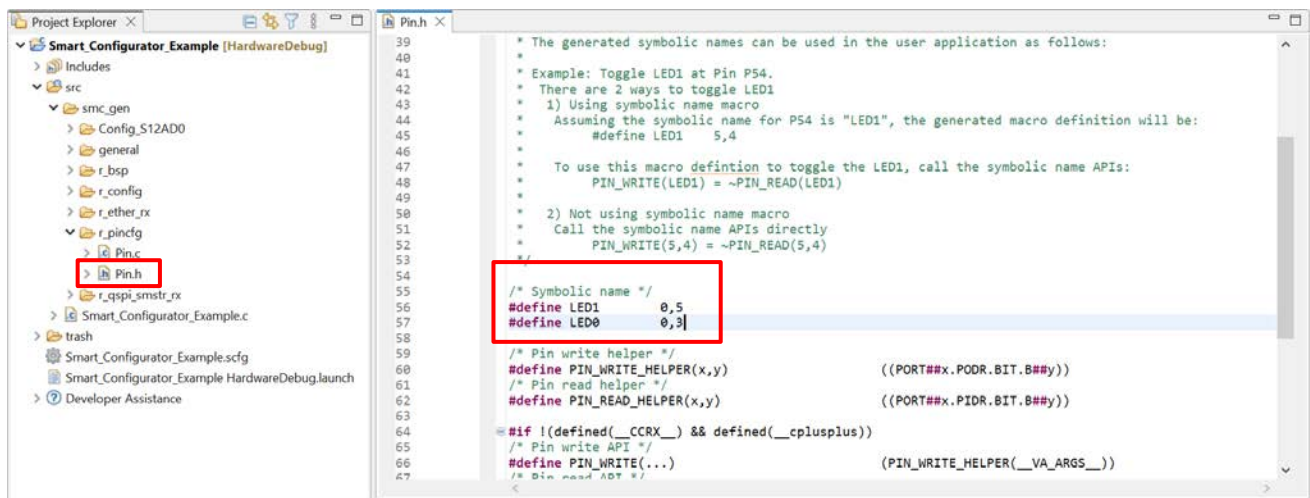 Project Explorer
Smart_Configurator_Example [HardwareDebug]
Includes
src
smc_gen
Config_S12AD0
general
r_bsp
r_config
r_ether_rx
r_pincfg
Pin.c
Pin.h
r_qspi_smstr_rx
Smart_Configurator_Example.c
trash
Smart_Configurator_Example.scfg
Smart_Configurator_Example HardwareDebug.launch
Developer Assistance
Pin.h
39 * The generated symbolic names can be used in the user application as follows:
40 *
41 * Example: Toggle LED1 at Pin P54.
42 * There are 2 ways to toggle LED1
43 * 1) Using symbolic name macro
44 * Assuming the symbolic name for P54 is "LED1", the generated macro definition will be:
45 * #define LED1 5,4
46 *
47 * To use this macro defintion to toggle the LED1, call the symbolic name APIs:
48 * PIN_WRITE(LED1) = ~PIN_READ(LED1)
49 *
50 * 2) Not using symbolic name macro
51 * Call the symbolic name APIs directly
52 * PIN_WRITE(5,4) = ~PIN_READ(5,4)
53 */
54
55 /* Symbolic name */
56 #define LED1 0,5
57 #define LED0 0,3
58
59 /* Pin write helper */
60 #define PIN_WRITE_HELPER(x,y) ((PORT##x.PODR.BIT.B##y))
61 /* Pin read helper */
62 #define PIN_READ_HELPER(x,y) ((PORT##x.PIDR.BIT.B##y))
63
64 #if !(defined(__CCRX__) && defined(__cplusplus))
65 /* Pin write API */
66 #define PIN_WRITE(...) (PIN_WRITE_HELPER(__VA_ARGS__))
67 /* Pin read API */